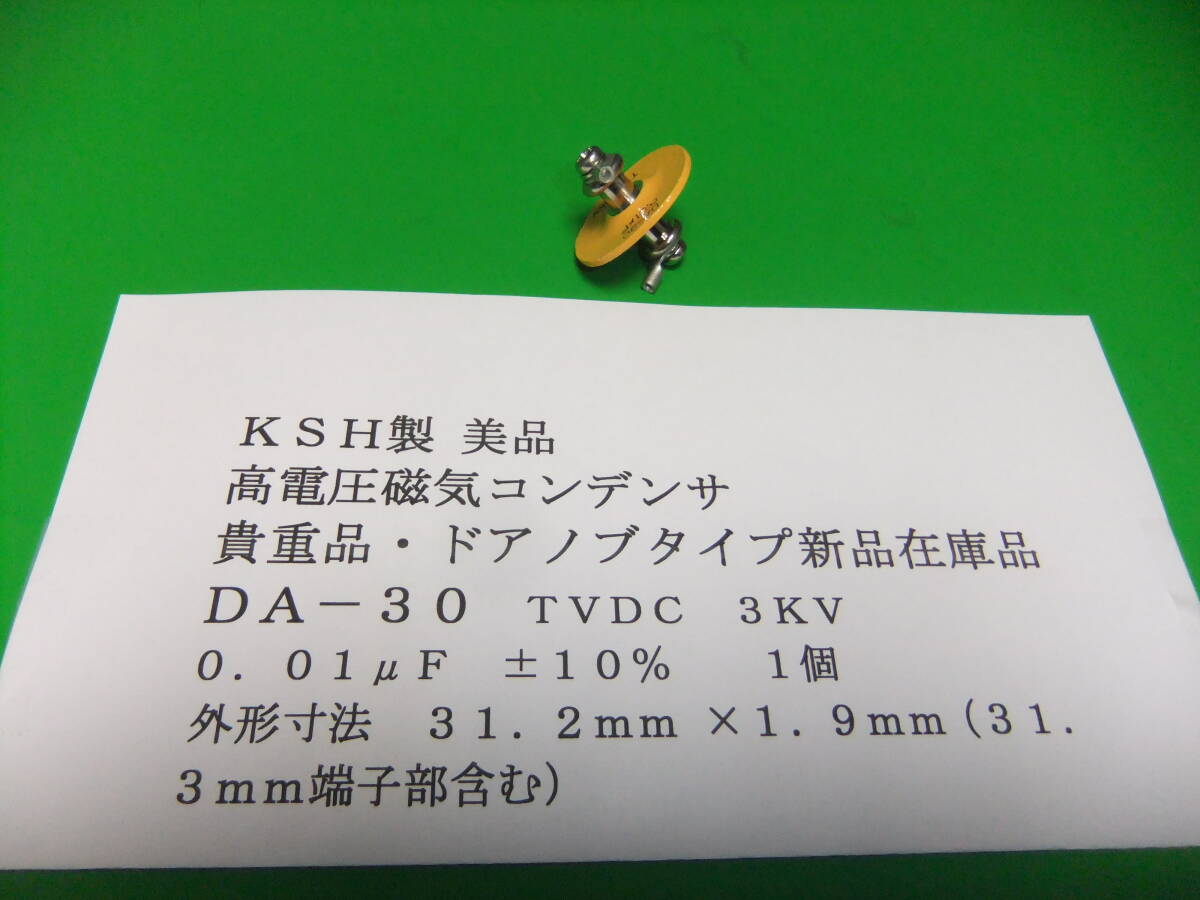 KSH製 美品
高電圧磁気コンデンサ
貴重品・ドアノブタイプ新品在庫品
DA－30 TVDC 3KV
0.01μF ±10% 1個
外形寸法 31.2mm ×1.9mm(31.
3mm端子部含む)